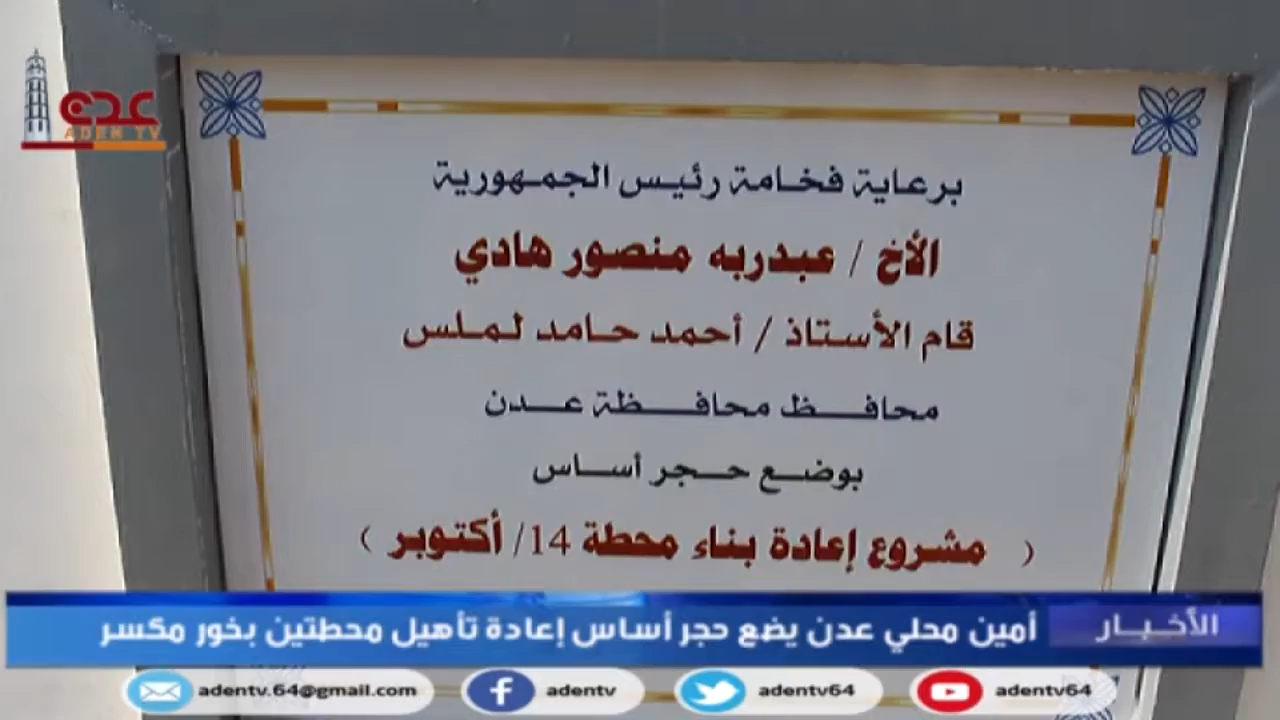 عدن
ADEN TV
برعاية فخامة رئيس الجمهورية
الأخ / عبدربه منصور هادي
قام الأستاذ / أحمد حامد لملس
محافظ محافظة عدن
بوضع حجر أساس
( مشروع إعادة بناء محطة 14/ أكتوبر )
الأخبار
أمين محلي عدن يضع حجر أساس إعادة تأهيل محطتين بخور مكسر
adentv.64@gmail.com adentv adentv64 adentv64